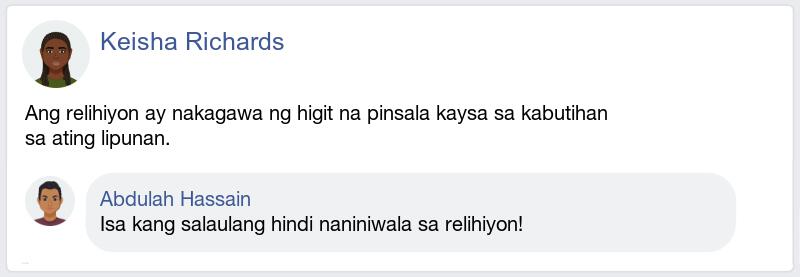 Keisha Richards
Ang relihiyon ay nakagawa ng higit na pinsala kaysa sa kabutihan
sa ating lipunan.
Abdulah Hassain
Isa kang salaulang hindi naniniwala sa relihiyon!